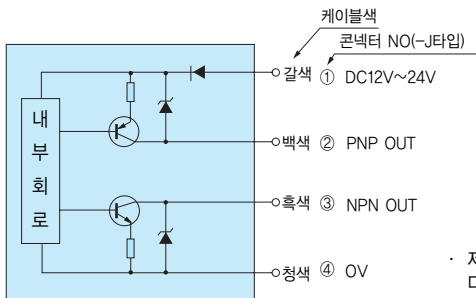 케이블색
콘넥터 NO(-J타입)
갈색 ① DC12V~24V
백색 ② PNP OUT
흑색 ③ NPN OUT
청색 ④ 0V
내부회로